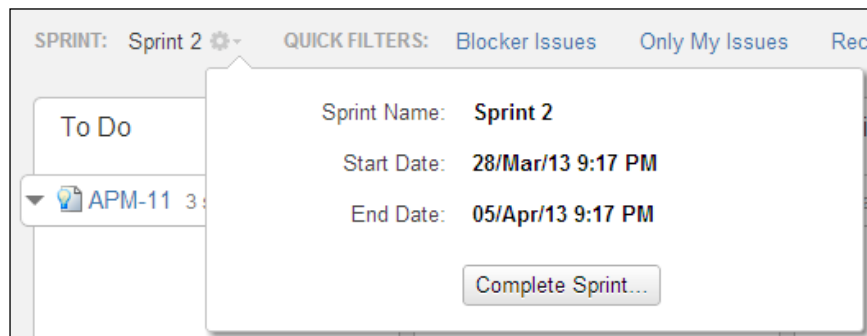 SPRINT: Sprint 2 QUICK FILTERS: Blocker Issues Only My Issues
Sprint Name: Sprint 2
To Do
Start Date: 28/Mar/13 9:17 PM
APM-11 3
End Date: 05/Apr/13 9:17 PM
Complete Sprint...